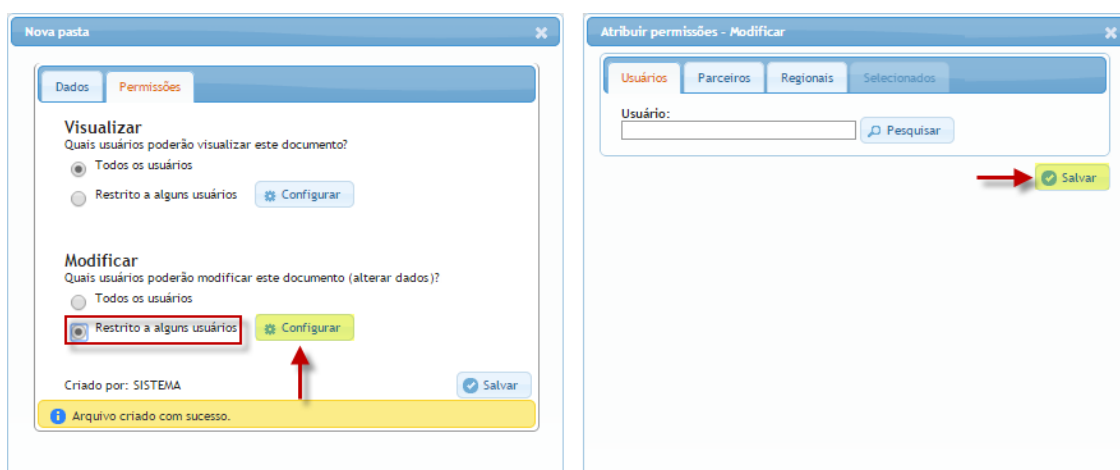 Nova pasta
Dados Permissões
Visualizar
Quais usuários poderão visualizar este documento?
Todos os usuários
Restrito a alguns usuários Configurar
Modificar
Quais usuários poderão modificar este documento (alterar dados)?
Todos os usuários
Restrito a alguns usuários Configurar
Criado por: SISTEMA Salvar
Arquivo criado com sucesso.
Atribuir permissões - Modificar
Usuários Parceiros Regionais Selecionados
Usuário:
Pesquisar
Salvar